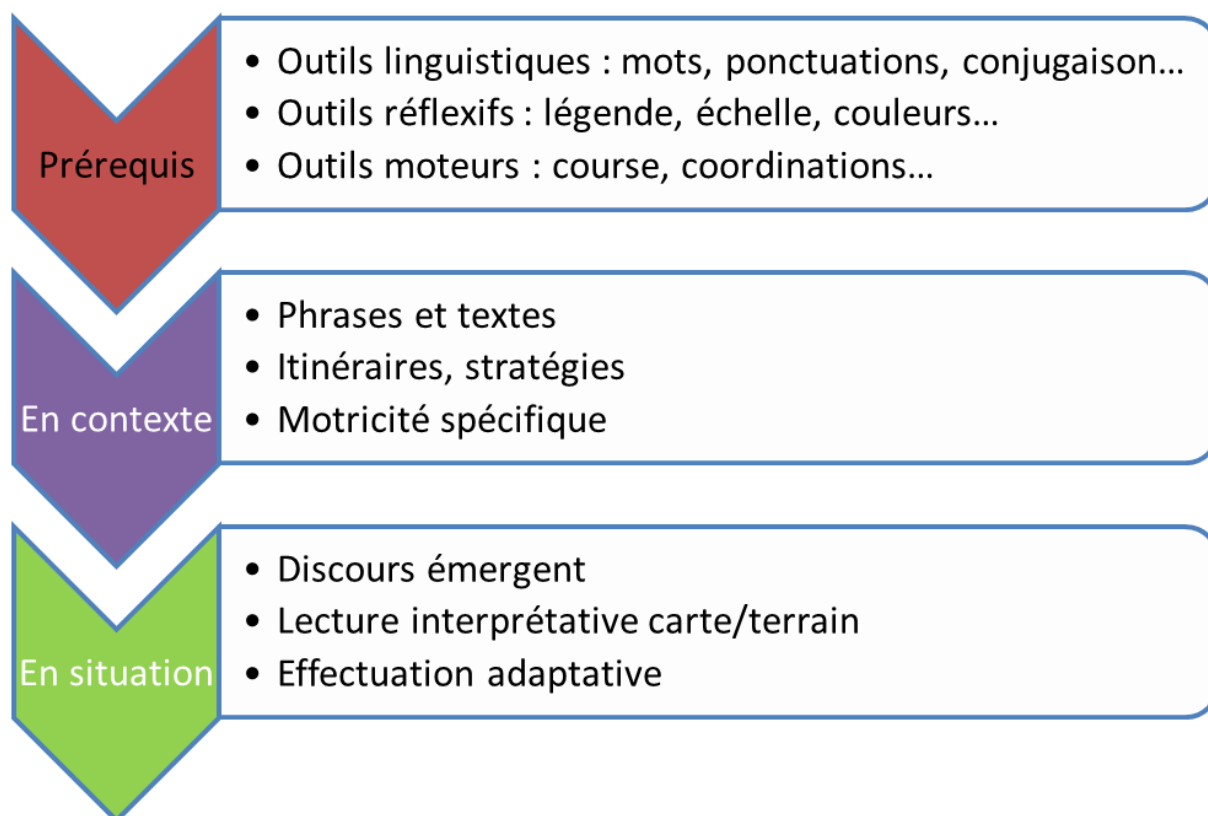 Prérequis
• Outils linguistiques : mots, ponctuations, conjugaison…
• Outils réflexifs : légende, échelle, couleurs…
• Outils moteurs : course, coordinations…
En contexte
• Phrases et textes
• Itinéraires, stratégies
• Motricité spécifique
En situation
• Discours émergent
• Lecture interprétative carte/terrain
• Effectuation adaptative